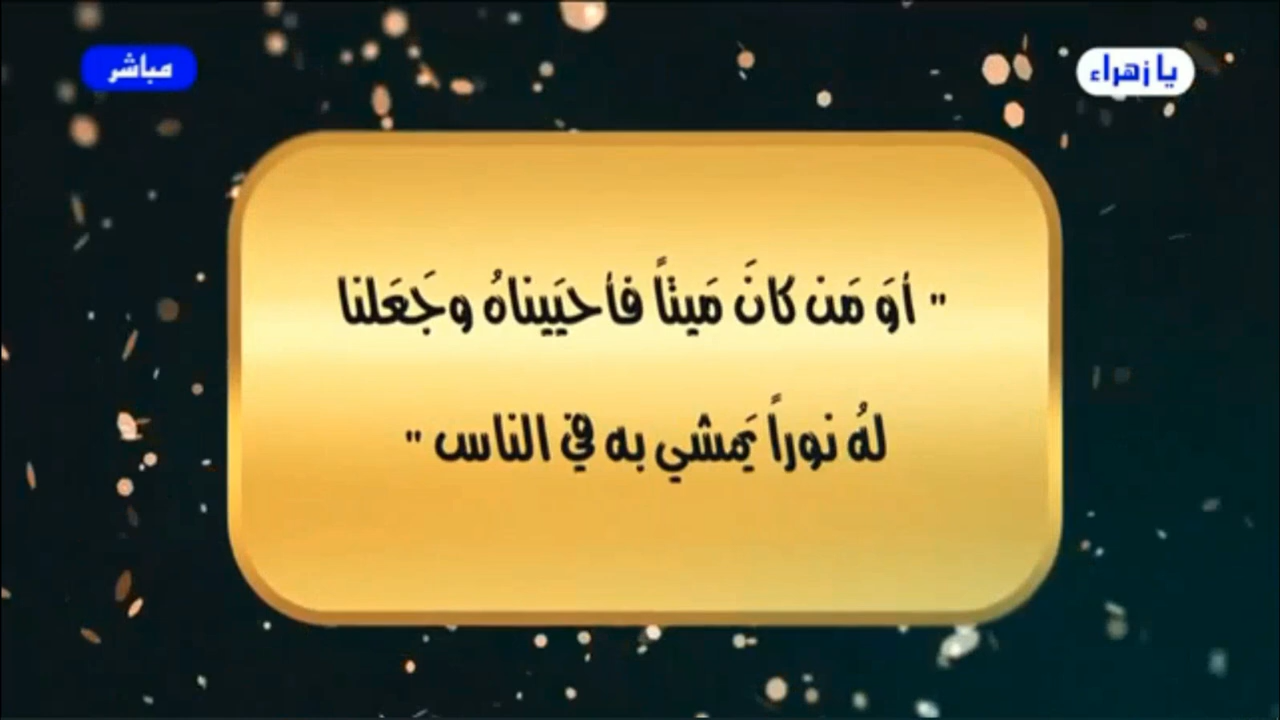 مباشر
يا زهراء
" أوَ مَن كانَ مَيتاً فأحيَيناهُ وجَعَلنا
لهُ نوراً يَمشي به في الناس "